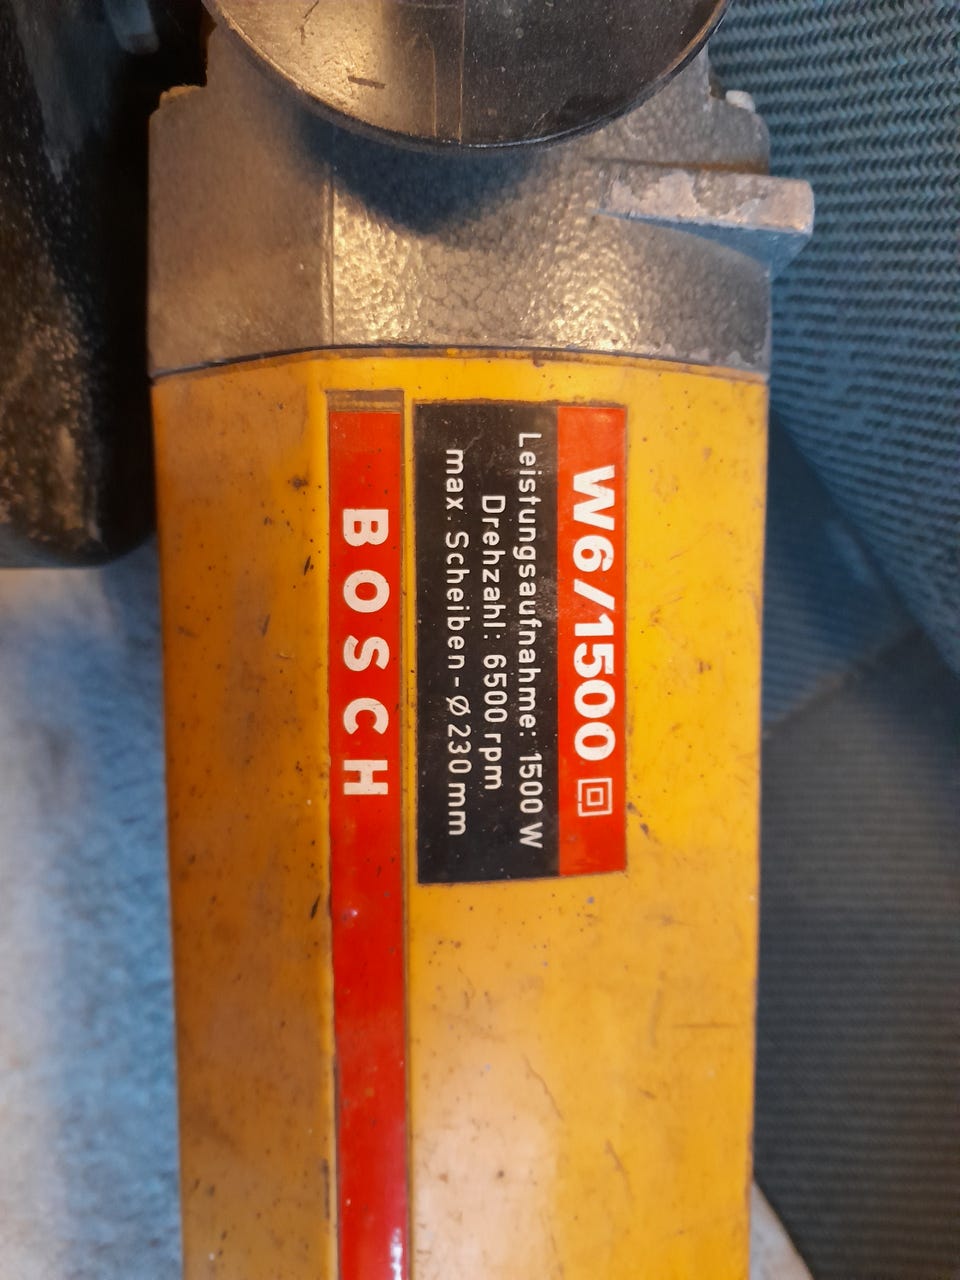 W6/1500
Leistungsaufnahme: 1500 W
Drehzahl: 6500 rpm
max. Scheiben-Ø 230 mm
BOSCH